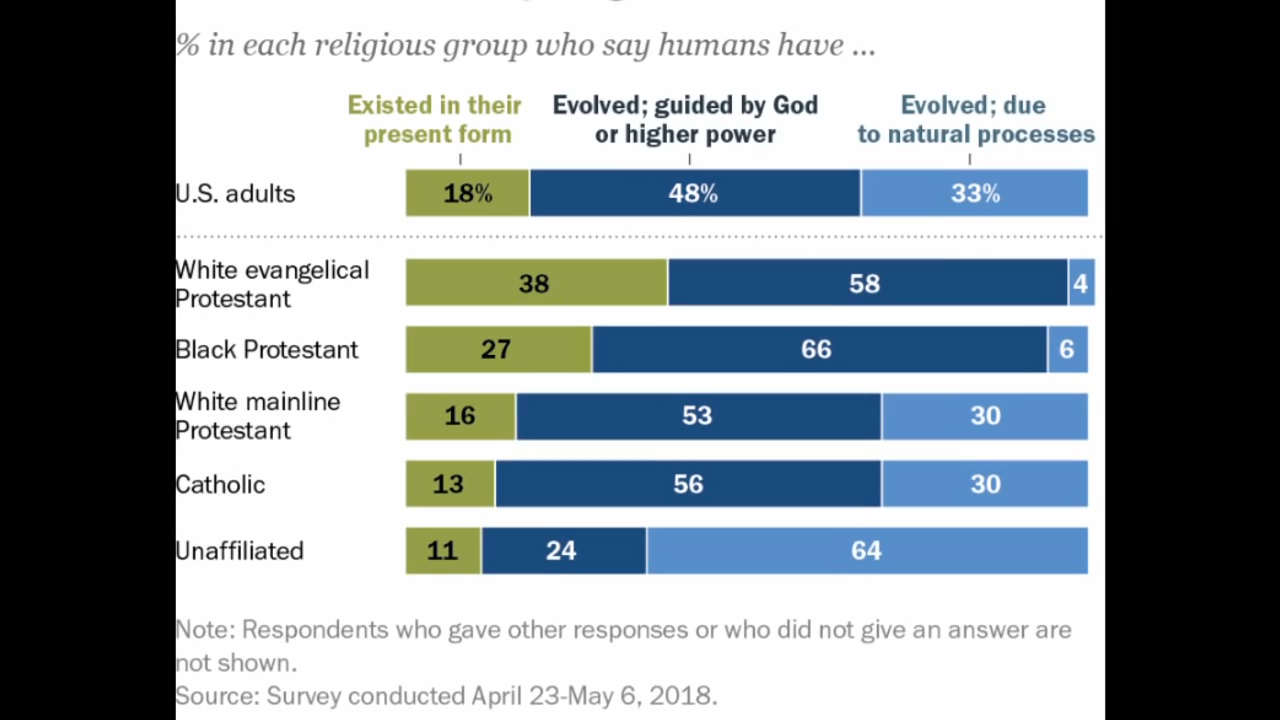 % in each religious group who say humans have ...
Existed in their present form
Evolved; guided by God or higher power
Evolved; due to natural processes
U.S. adults 18% 48% 33%
White evangelical Protestant 38 58 4
Black Protestant 27 66 6
White mainline Protestant 16 53 30
Catholic 13 56 30
Unaffiliated 11 24 64
Note: Respondents who gave other responses or who did not give an answer are
not shown.
Source: Survey conducted April 23-May 6, 2018.